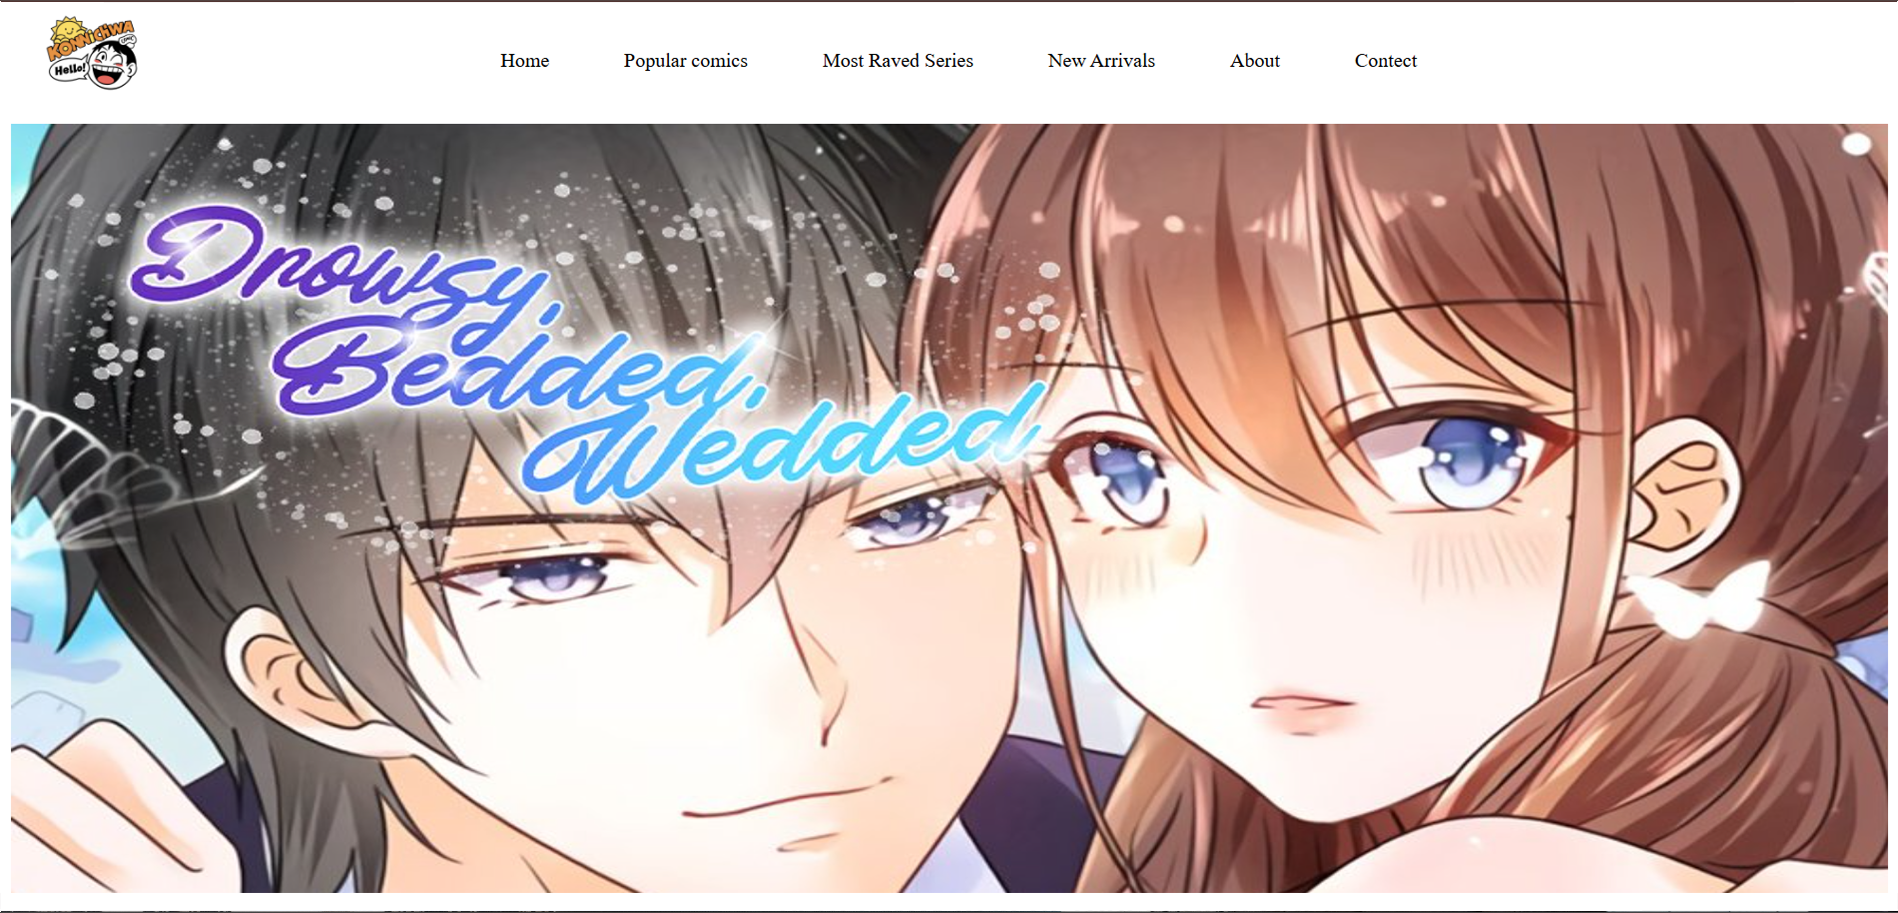 KONNiCHiWA
Hello!
Home
Popular comics
Most Raved Series
New Arrivals
About
Contect
Drowsy,
Bedded,
Wedded